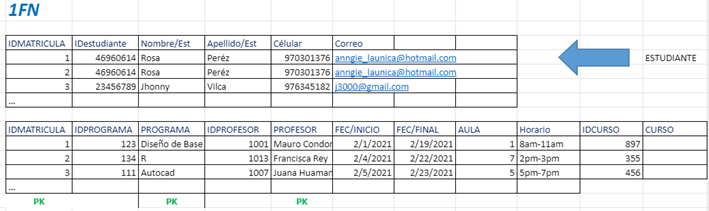 1FN
IDMATRICULA IDestudiante Nombre/Est Apellido/Est Célular Correo
1 46960614 Rosa Peréz 970301376 anngie_launica@hotmail.com
2 46960614 Rosa Peréz 970301376 anngie_launica@hotmail.com
3 23456789 Jhonny Vilca 976345182 j3000@gmail.com
...
ESTUDIANTE
IDMATRICULA IDPROGRAMA PROGRAMA IDPROFESOR PROFESOR FEC/INICIO FEC/FINAL AULA Horario IDCURSO CURSO
1 123 Diseño de Base 1001 Mauro Condor 2/1/2021 2/19/2021 1 8am-11am 897
2 134 R 1013 Francisca Rey 2/4/2021 2/22/2021 7 2pm-3pm 355
3 111 Autocad 1007 Juana Huaman 2/5/2021 2/23/2021 5 5pm-7pm 456
...
PK PK PK